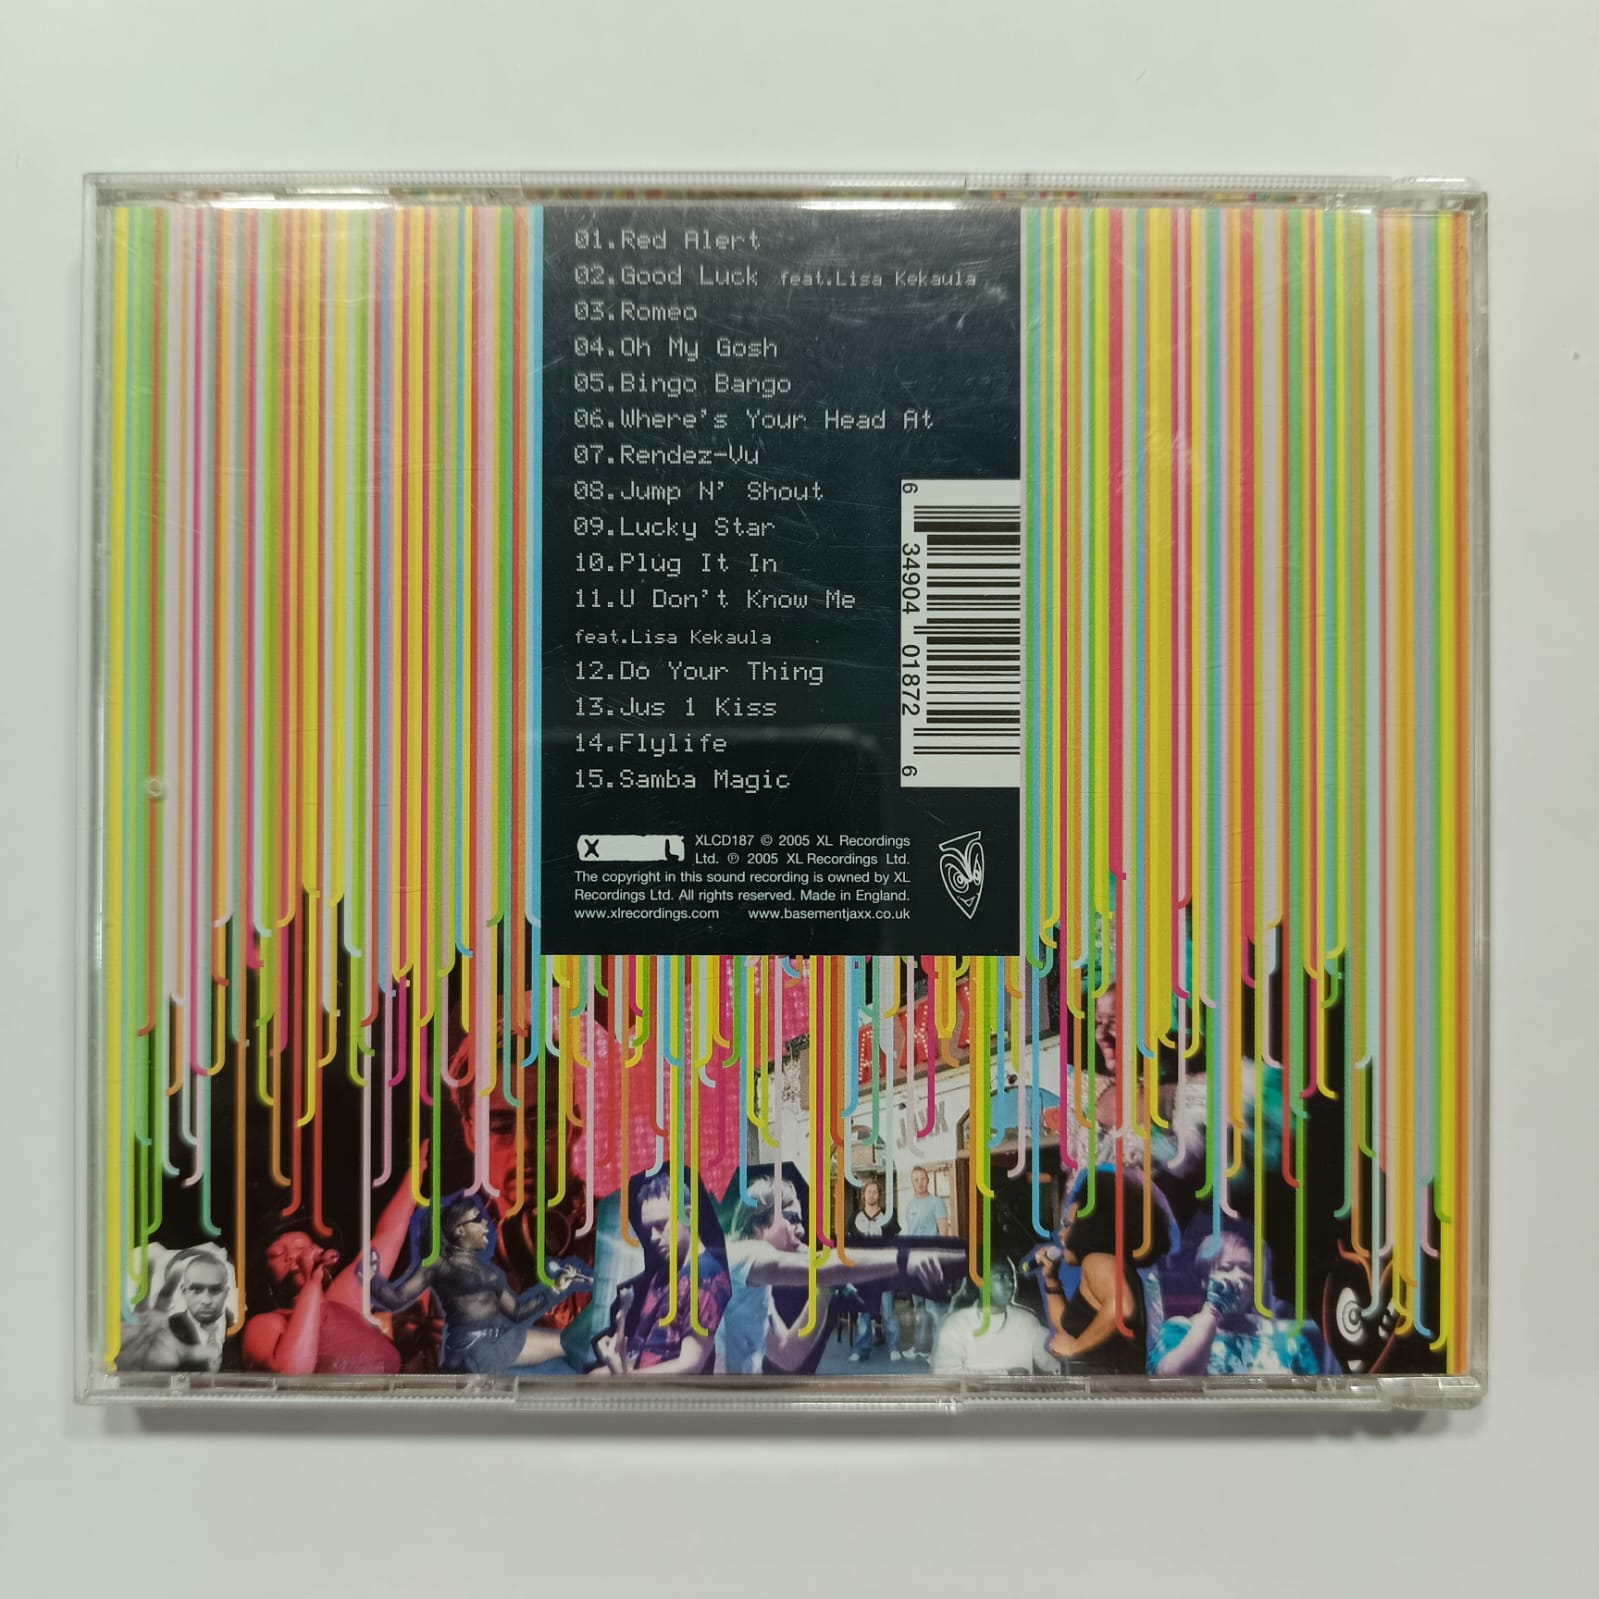 01.Red Alert
02.Good Luck feat.Lisa Kekaula
03.Romeo
04.Oh My Gosh
05.Bingo Bango
06.Where's Your Head At
07.Rendez-Vu
08.Jump N' Shout
09.Lucky Star
10.Plug It In
11.U Don't Know Me
feat.Lisa Kekaula
12.Do Your Thing
13.Jus 1 Kiss
14.Flylife
15.Samba Magic
6 34904 01872 6
XL
XLCD187 © 2005 XL Recordings
Ltd. ℗ 2005 XL Recordings Ltd.
The copyright in this sound recording is owned by XL
Recordings Ltd. All rights reserved. Made in England.
www.xlrecordings.com www.basementjaxx.co.uk